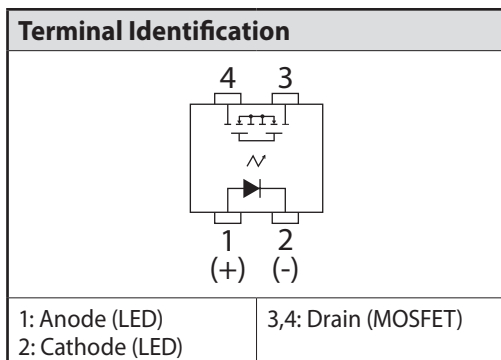 Terminal Identification
4 3
1 2
(+) (-)
1: Anode (LED)
2: Cathode (LED)
3,4: Drain (MOSFET)